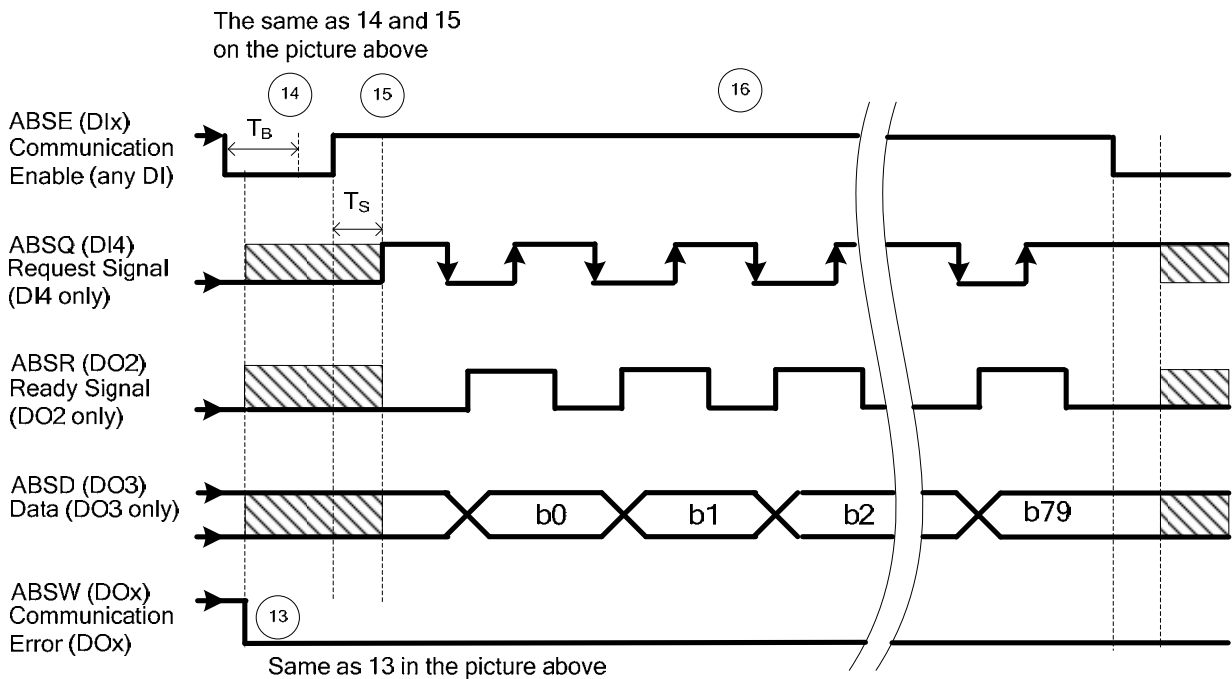 The same as 14 and 15
on the picture above
14
15
16
ABSE (DIx)
Communication
Enable (any DI)
TB
TS
ABSQ (DI4)
Request Signal
(DI4 only)
ABSR (DO2)
Ready Signal
(DO2 only)
ABSD (DO3)
Data (DO3 only)
b0
b1
b2
b79
ABSW (DOx)
Communication
Error (DOx)
13
Same as 13 in the picture above